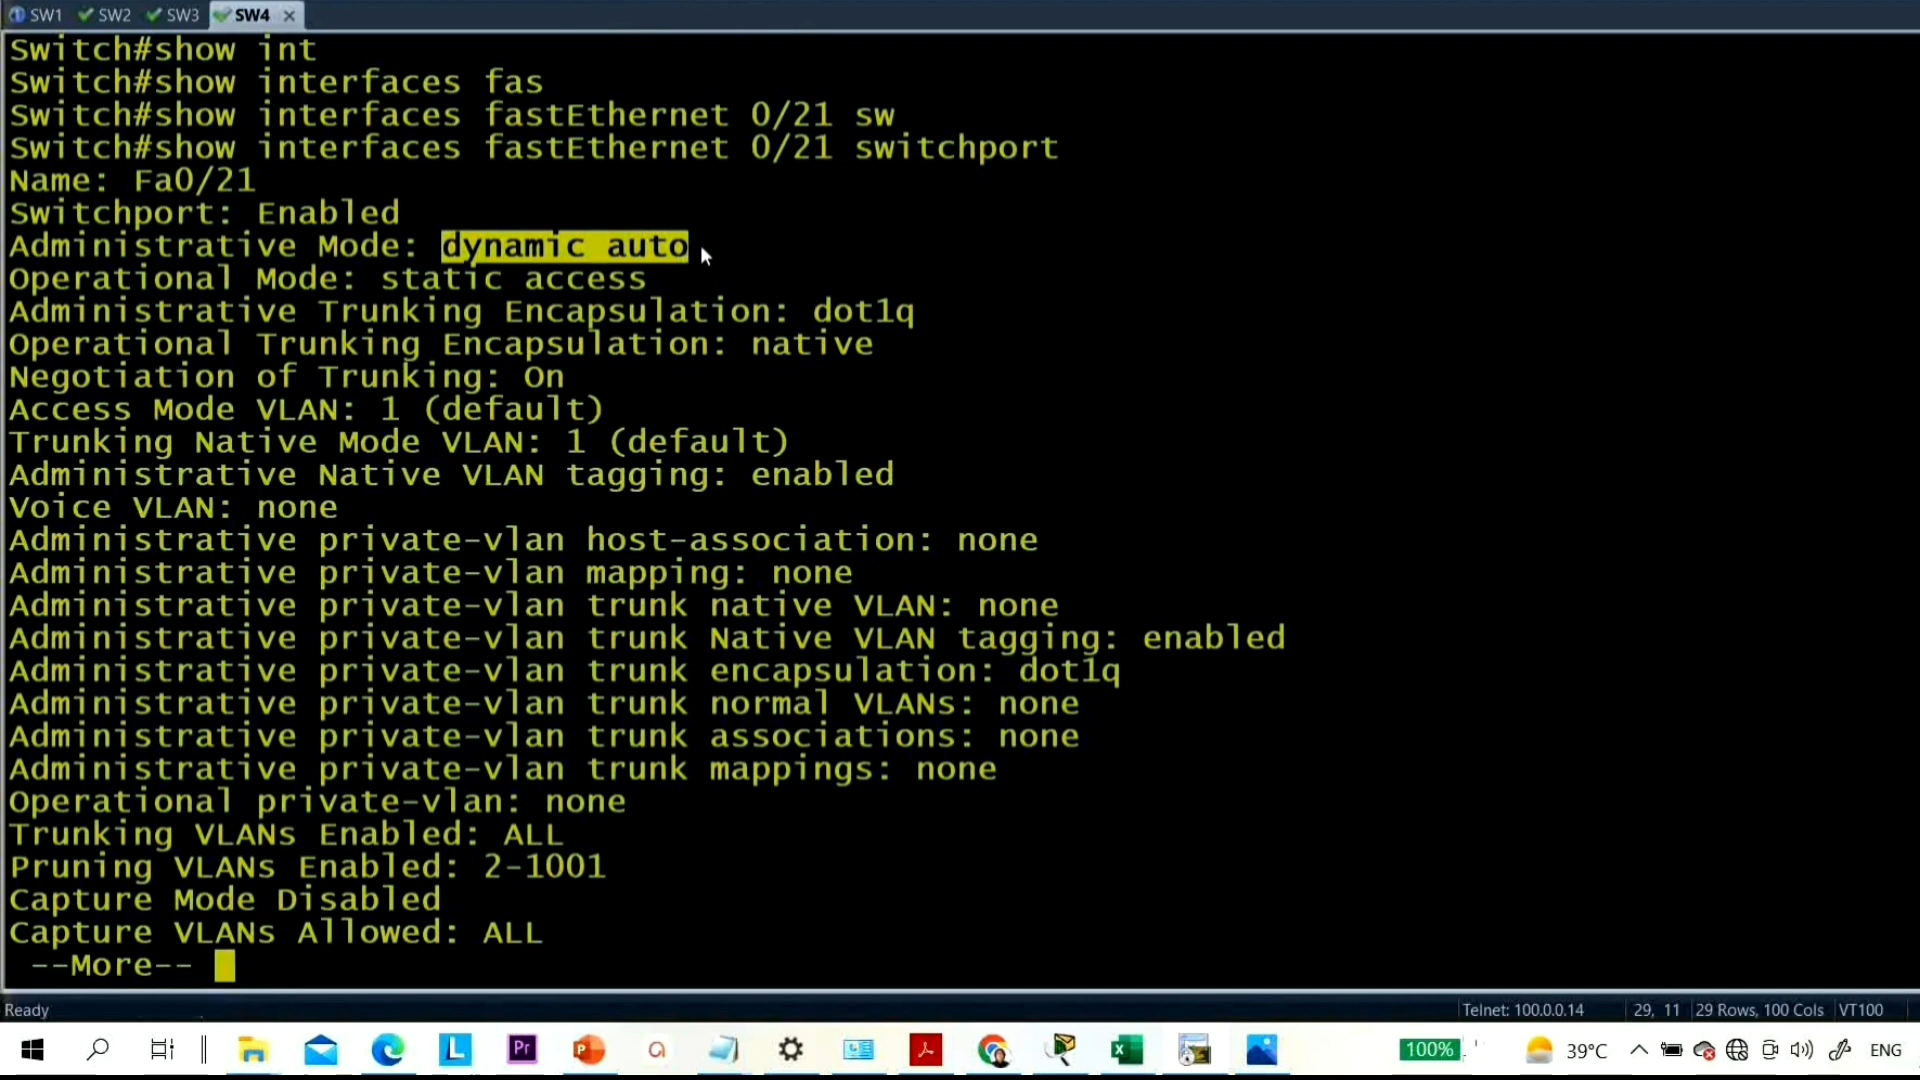 SW1 SW2 SW3 SW4
Switch#show int
Switch#show interfaces fas
Switch#show interfaces fastEthernet 0/21 sw
Switch#show interfaces fastEthernet 0/21 switchport
Name: Fa0/21
Switchport: Enabled
Administrative Mode: dynamic auto
Operational Mode: static access
Administrative Trunking Encapsulation: dot1q
Operational Trunking Encapsulation: native
Negotiation of Trunking: On
Access Mode VLAN: 1 (default)
Trunking Native Mode VLAN: 1 (default)
Administrative Native VLAN tagging: enabled
Voice VLAN: none
Administrative private-vlan host-association: none
Administrative private-vlan mapping: none
Administrative private-vlan trunk native VLAN: none
Administrative private-vlan trunk Native VLAN tagging: enabled
Administrative private-vlan trunk encapsulation: dot1q
Administrative private-vlan trunk normal VLANs: none
Administrative private-vlan trunk associations: none
Administrative private-vlan trunk mappings: none
Operational private-vlan: none
Trunking VLANs Enabled: ALL
Pruning VLANs Enabled: 2-1001
Capture Mode Disabled
Capture VLANs Allowed: ALL
--More--
Ready Telnet: 100.0.0.14 29, 11 29 Rows, 100 Cols VT100
L Pr P X 100% 39°C ENG